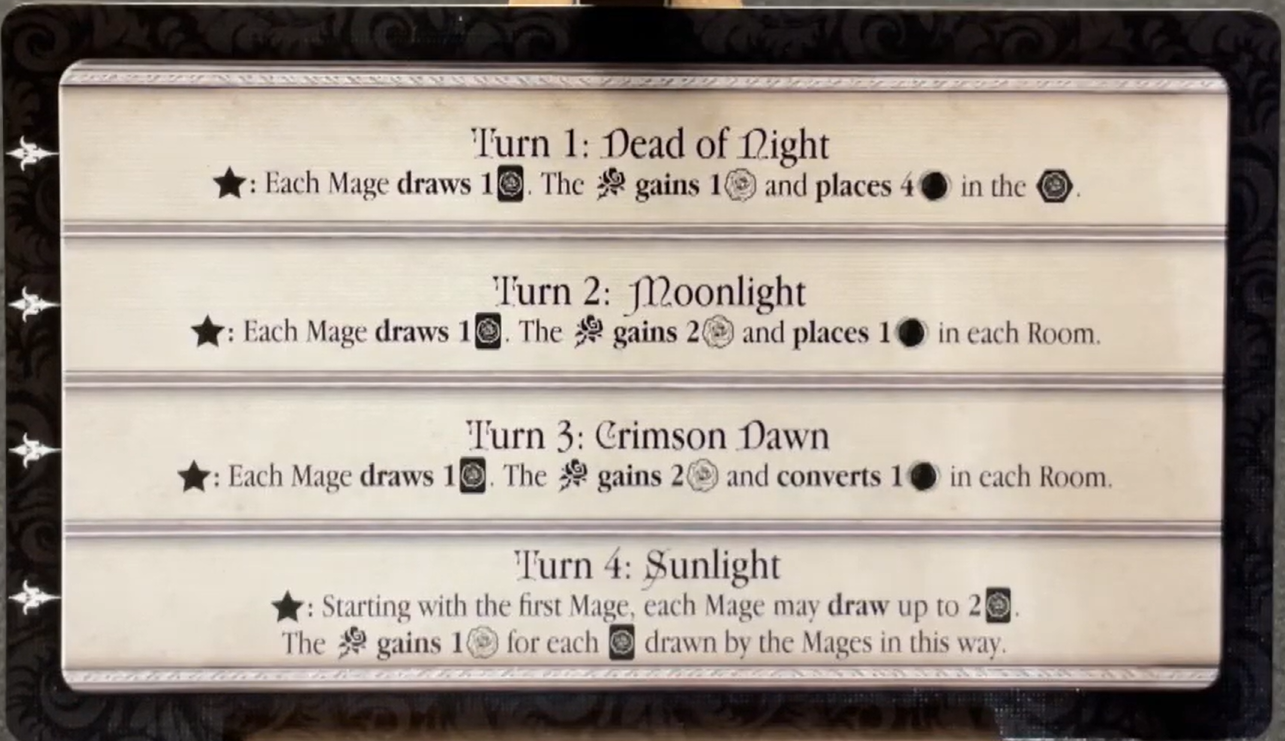 Turn 1: Dead of Night
★: Each Mage draws 1. The gains 1 and places 4 in the.
Turn 2: Moonlight
★: Each Mage draws 1. The gains 2 and places 1 in each Room.
Turn 3: Crimson Dawn
★: Each Mage draws 1. The gains 2 and converts 1 in each Room.
Turn 4: Sunlight
★: Starting with the first Mage, each Mage may draw up to 2.
The gains 1 for each drawn by the Mages in this way.